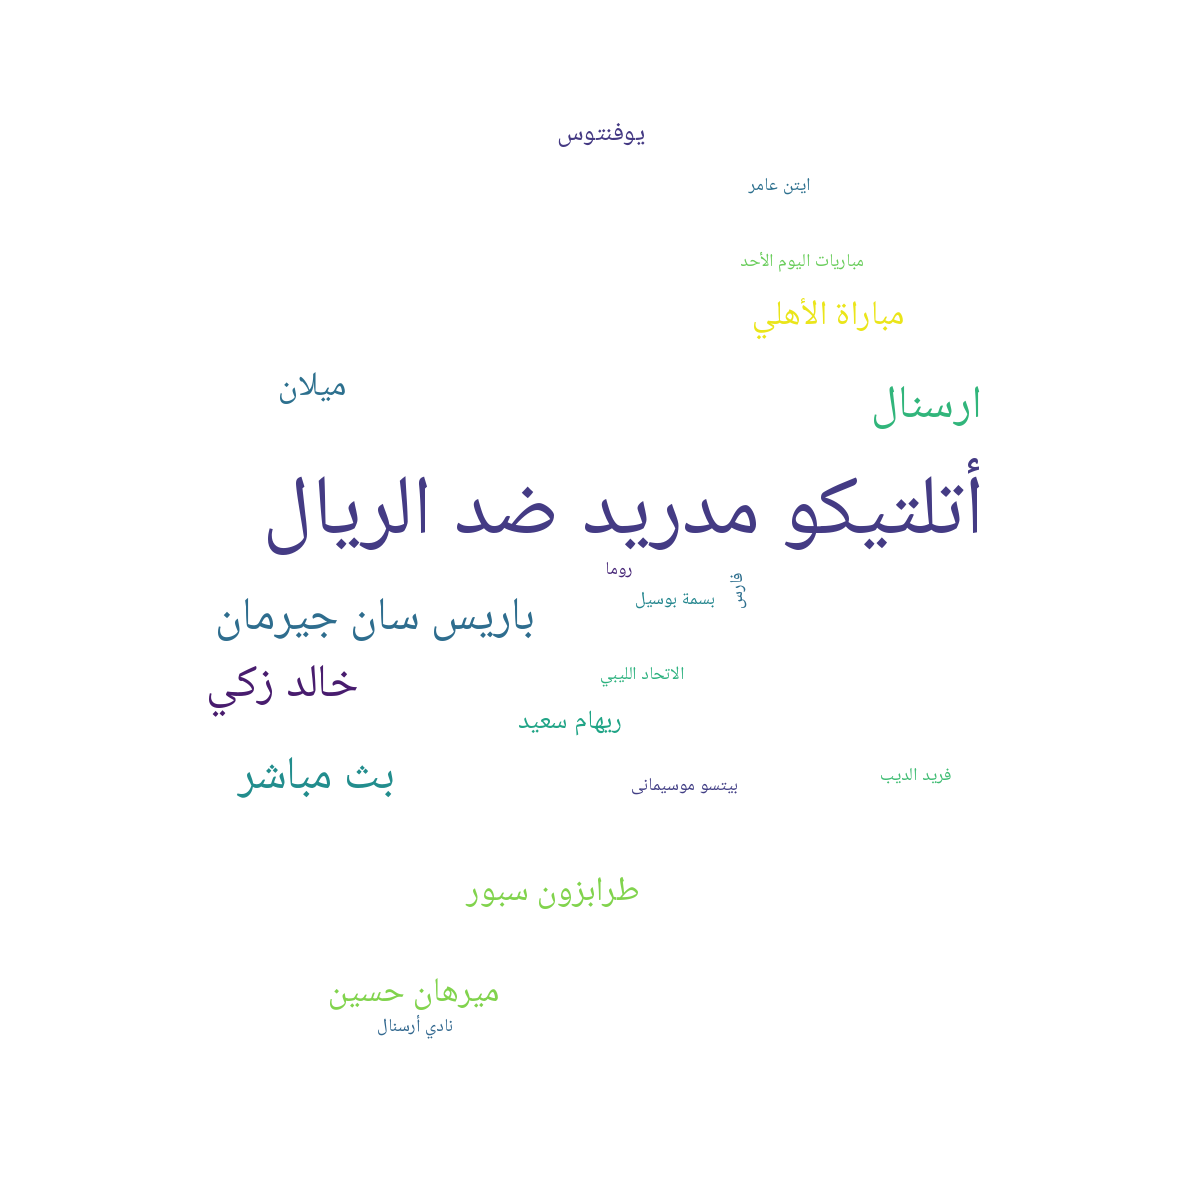 يوفنتوس
ايتن عامر
مباريات اليوم الأحد
مباراة الأهلي
ميلان
ارسنال
أتلتيكو مدريد ضد الريال
روما
فارس
بسمة بوسيل
باريس سان جيرمان
الاتحاد الليبي
خالد زكي
ريهام سعيد
بث مباشر
فريد الديب
بيتسو موسيمانى
طرابزون سبور
ميرهان حسين
نادي أرسنال